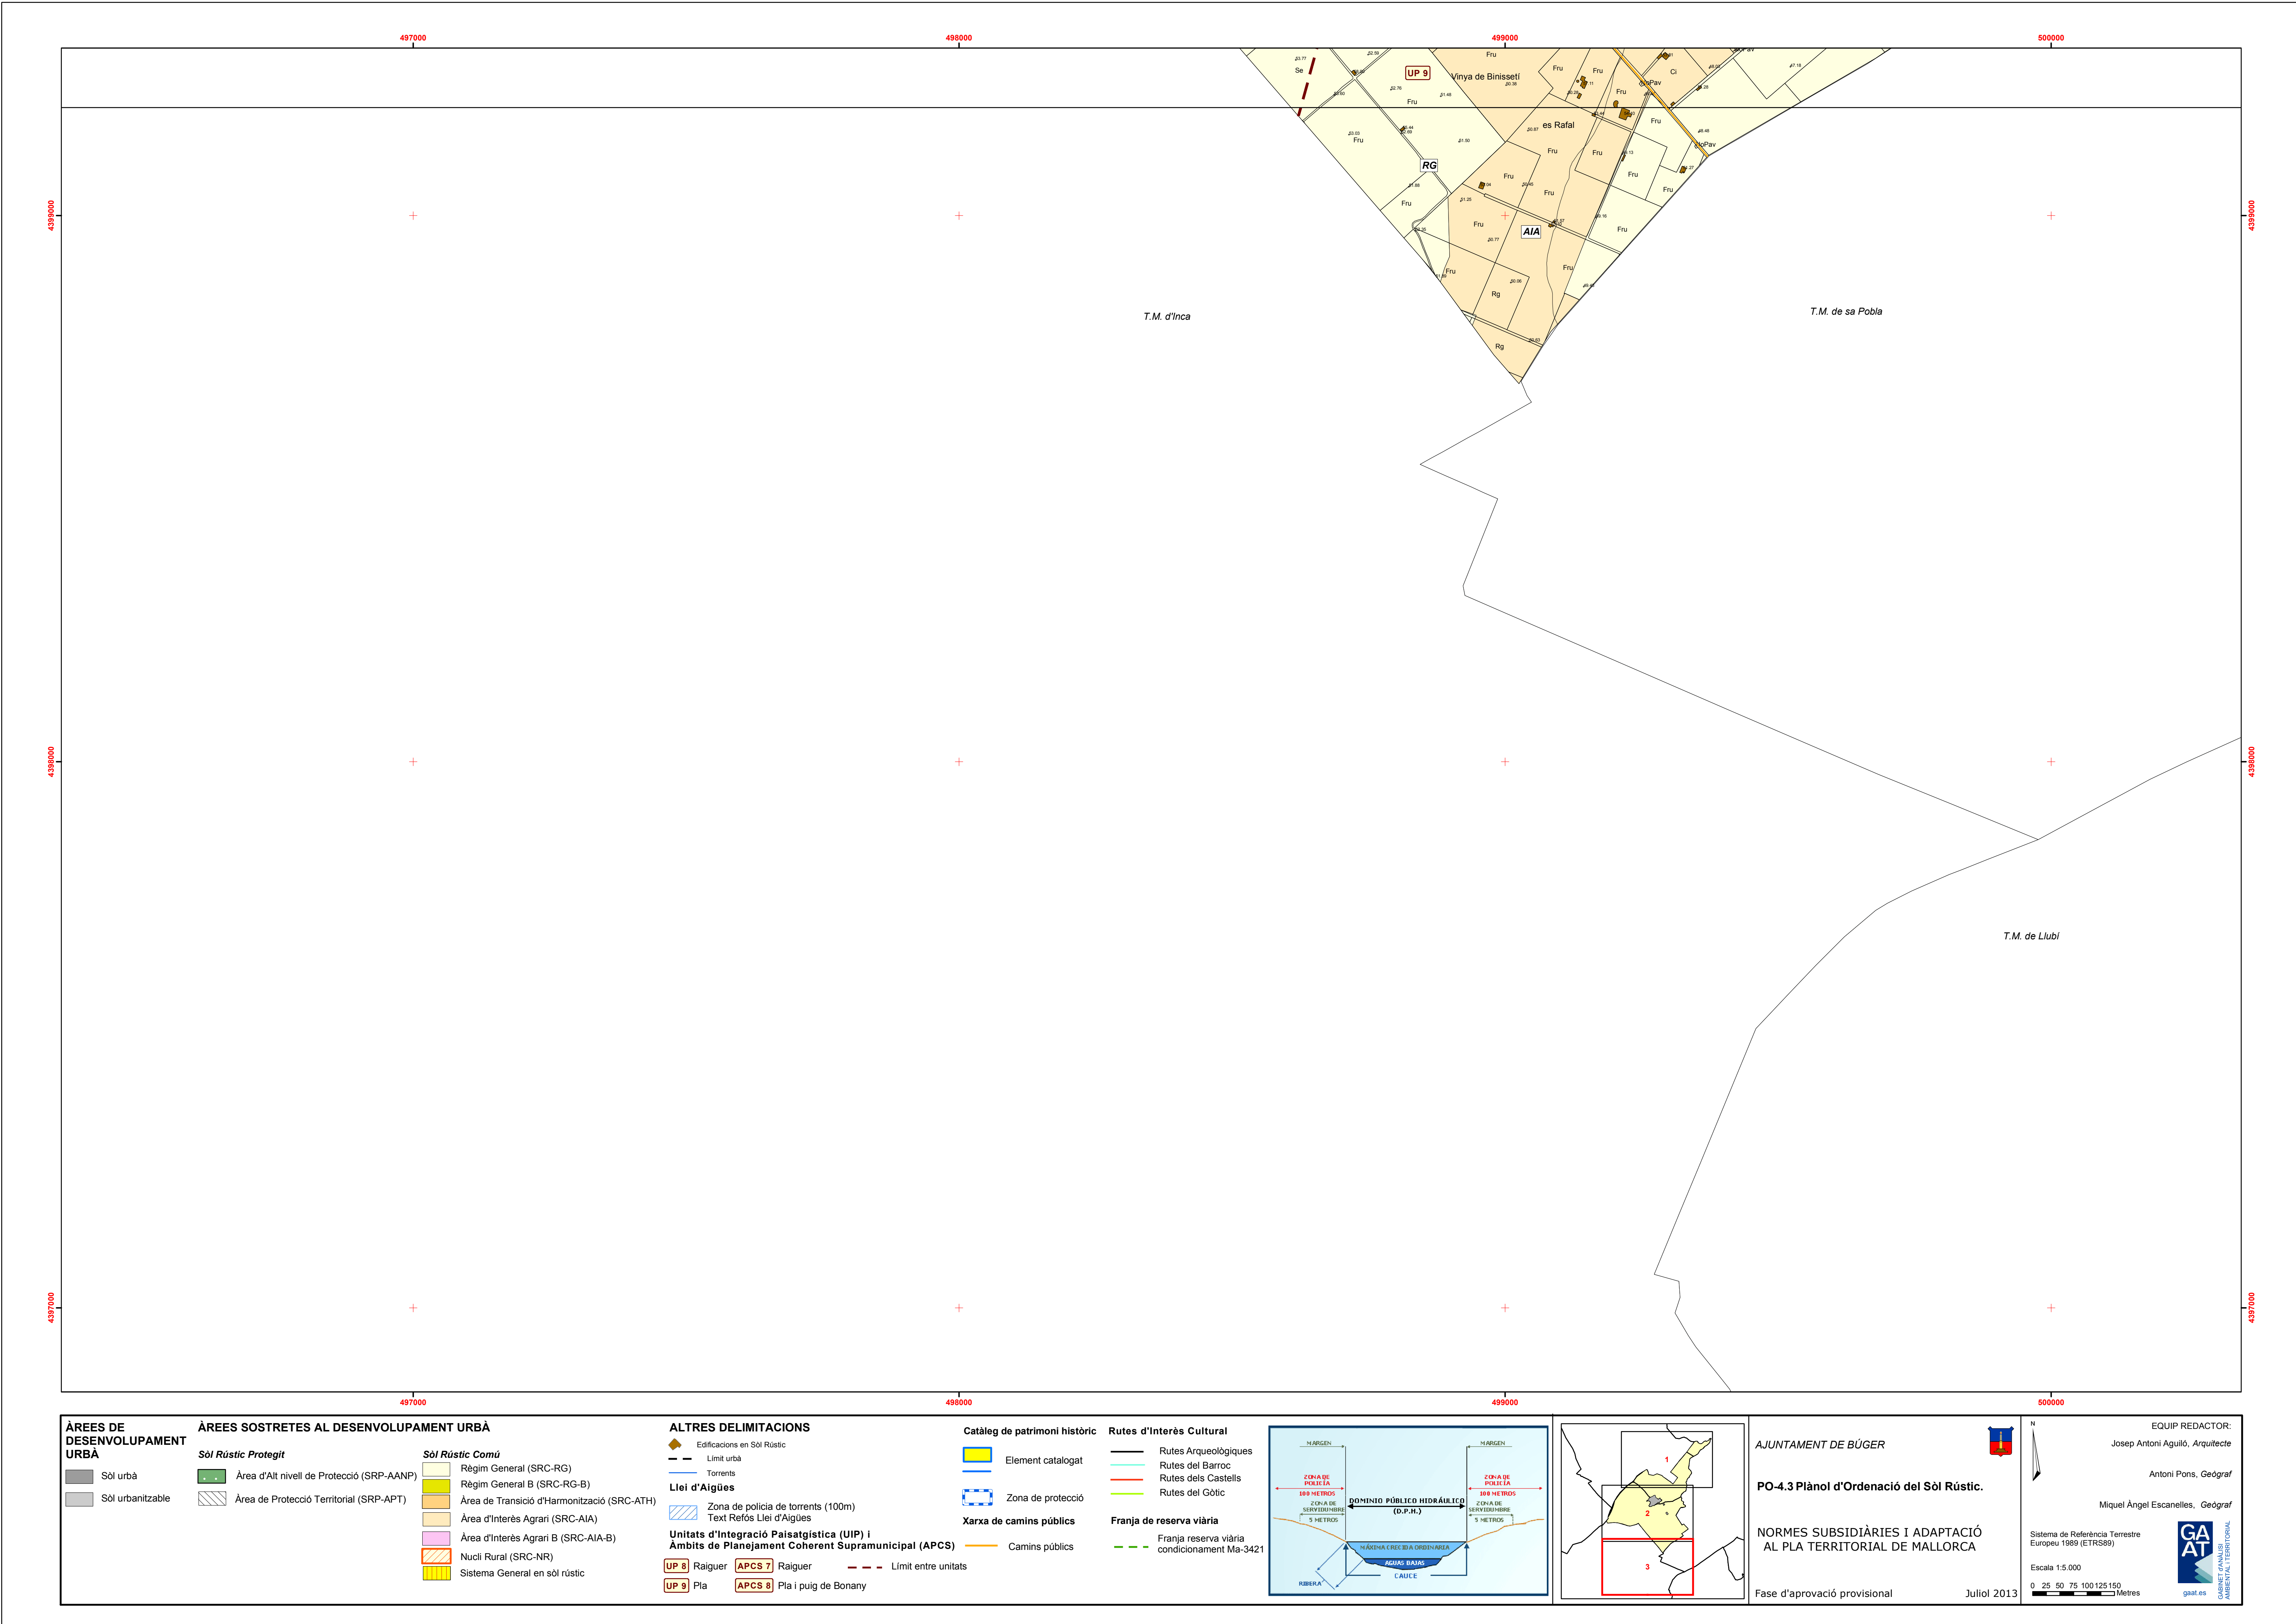 497000
498000
499000
500000
4399000
4398000
4397000
Se
UP 9
Vinya de Binissetí
Fru
es Rafal
Fru
Ci
Fru
RG
AIA
Fru
Rg
Rg
T.M. d'Inca
T.M. de sa Pobla
T.M. de Llubí
4399000
4398000
4397000
497000
498000
499000
500000
ÀREES DE
DESENVOLUPAMENT
URBÀ
Sòl urbà
Sòl urbanitzable
ÀREES SOSTRETES AL DESENVOLUPAMENT URBÀ
Sòl Rústic Protegit
Àrea d'Alt nivell de Protecció (SRP-AANP)
Àrea de Protecció Territorial (SRP-APT)
Sòl Rústic Comú
Règim General (SRC-RG)
Règim General B (SRC-RG-B)
Àrea de Transició d'Harmonització (SRC-ATH)
Àrea d'Interès Agrari (SRC-AIA)
Àrea d'Interès Agrari B (SRC-AIA-B)
Nucli Rural (SRC-NR)
Sistema General en sòl rústic
ALTRES DELIMITACIONS
Edificacions en Sòl Rústic
Límit urbà
Torrents
Llei d'Aigües
Zona de policia de torrents (100m)
Text Refós Llei d'Aigües
Unitats d'Integració Paisatgística (UIP) i
Àmbits de Planejament Coherent Supramunicipal (APCS)
UP 8 Raiguer APCS 7 Raiguer Límit entre unitats
UP 9 Pla APCS 8 Pla i puig de Bonany
Catàleg de patrimoni històric
Element catalogat
Zona de protecció
Xarxa de camins públics
Camins públics
Rutes d'Interès Cultural
Rutes Arqueològiques
Rutes del Barroc
Rutes dels Castells
Rutes del Gòtic
Franja de reserva viària
Franja reserva viària
condicionament Ma-3421
MARGEN MARGEN
ZONA DE
POLICÍA
100 METROS
ZONA DE
SERVIDUMBRE
5 METROS
DOMINIO PÚBLICO HIDRÁULICO
(D.P.H.)
ZONA DE
POLICÍA
100 METROS
ZONA DE
SERVIDUMBRE
5 METROS
MÁXIMA CRECIDA ORDINARIA
AGUAS BAJAS
CAUCE
RIBERA
1
2
3
AJUNTAMENT DE BÚGER
PO-4.3 Plànol d'Ordenació del Sòl Rústic.
NORMES SUBSIDIÀRIES I ADAPTACIÓ
AL PLA TERRITORIAL DE MALLORCA
Fase d'aprovació provisional Juliol 2013
N
EQUIP REDACTOR:
Josep Antoni Aguiló, Arquitecte
Antoni Pons, Geògraf
Miquel Àngel Escanelles, Geògraf
Sistema de Referència Terrestre
Europeu 1989 (ETRS89)
Escala 1:5.000
0 25 50 75 100 125 150
Metres
GAAT
GABINET d'ANÀLISI
AMBIENTAL i TERRITORIAL
gaat.es